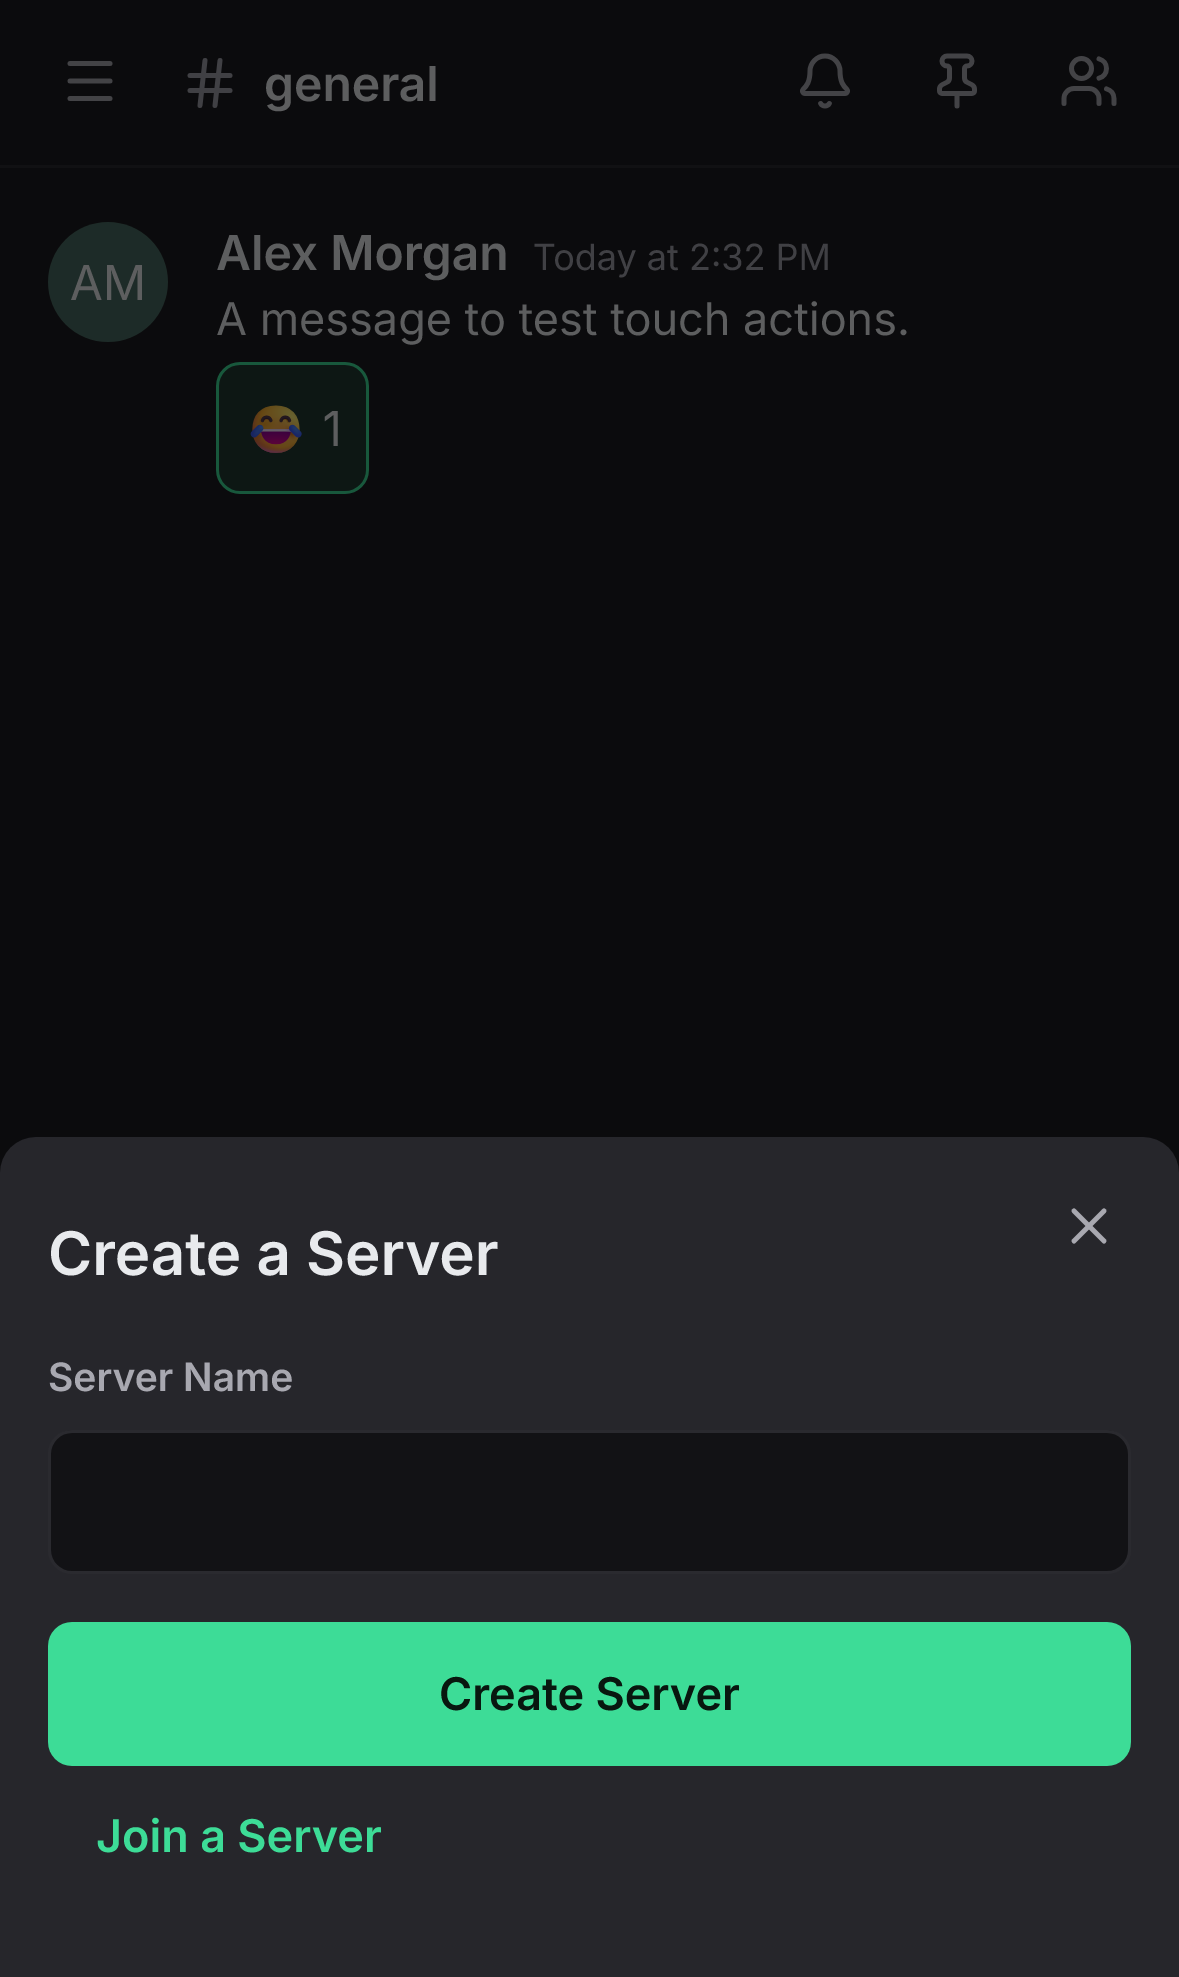 # general
Alex Morgan Today at 2:32 PM
AM
A message to test touch actions.
😂 1
Create a Server
Server Name
Create Server
Join a Server